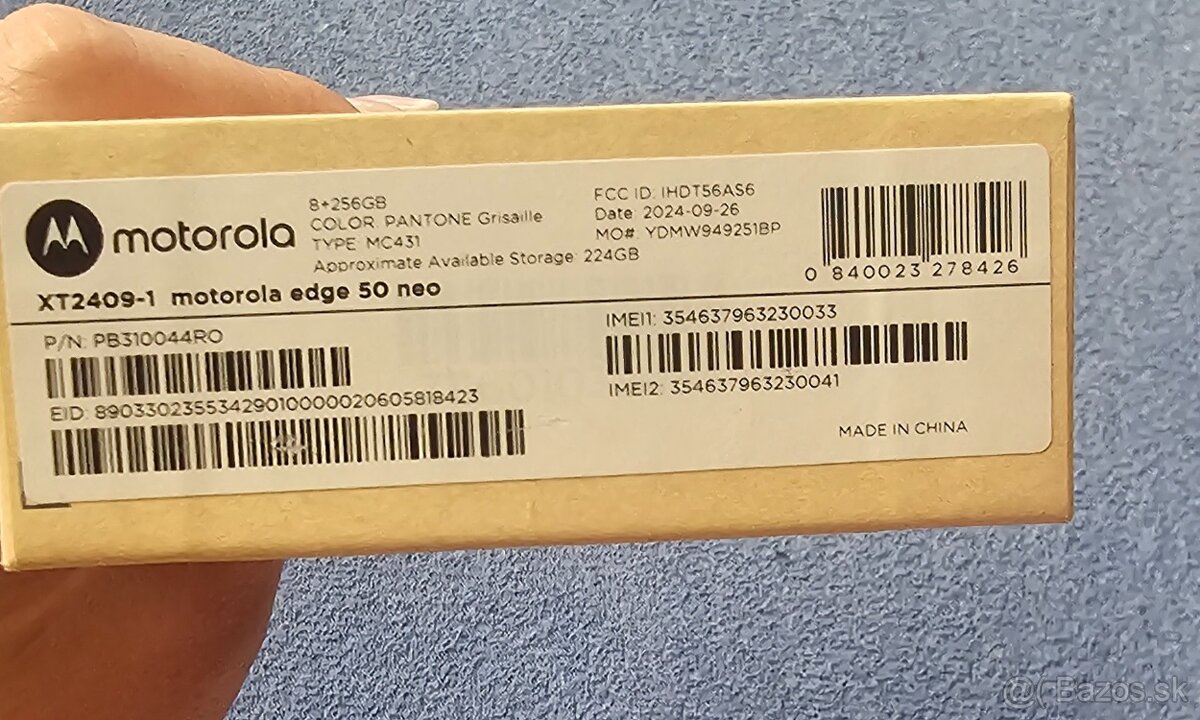 motorola
8+256GB
COLOR: PANTONE Grisaille
TYPE: MC431
Approximate Available Storage: 224GB
FCC ID: IHDT56AS6
Date: 2024-09-26
MO#: YDMW949251BP
0 840023 278426
XT2409-1 motorola edge 50 neo
P/N: PB310044RO
EID: 89033023553429010000020605818423
IMEI1: 354637963230033
IMEI2: 354637963230041
MADE IN CHINA
Bazos.sk